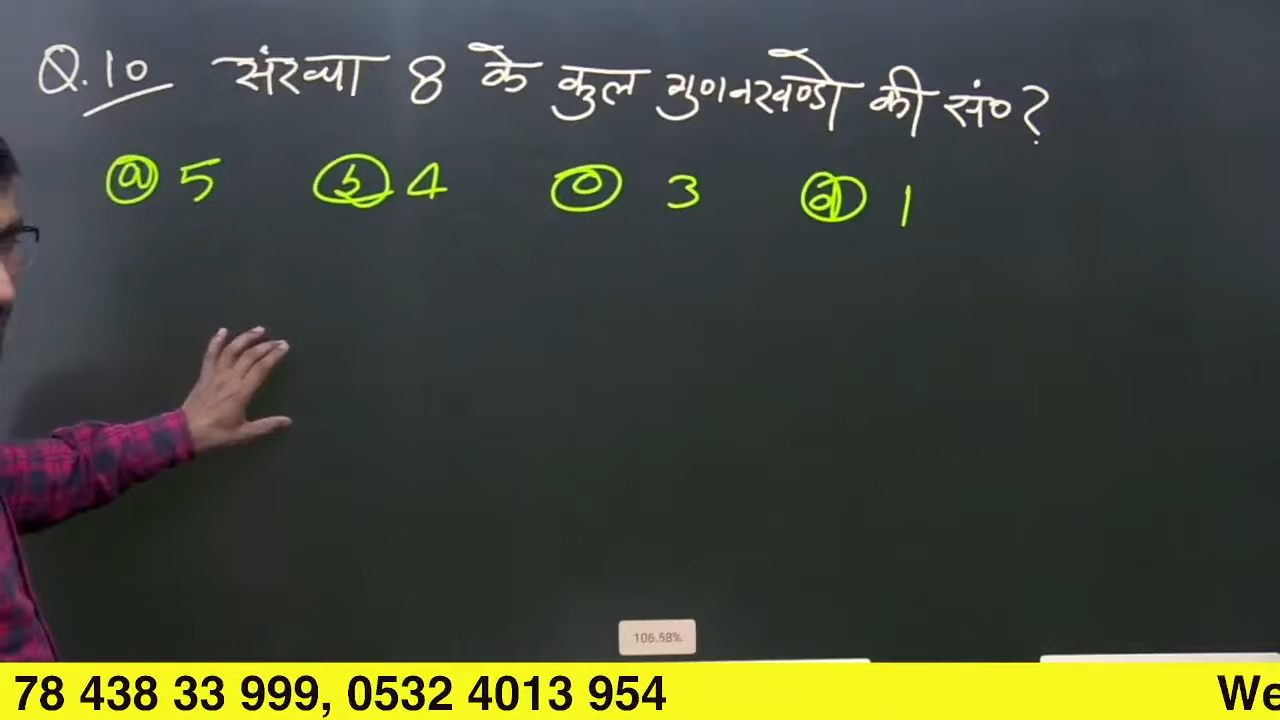 Q.10 संख्या 8 के कुल गुणनखण्डो की सं० ?
(a) 5 (b) 4 (c) 3 (d) 1
106.58%
78 438 33 999, 0532 4013 954 We